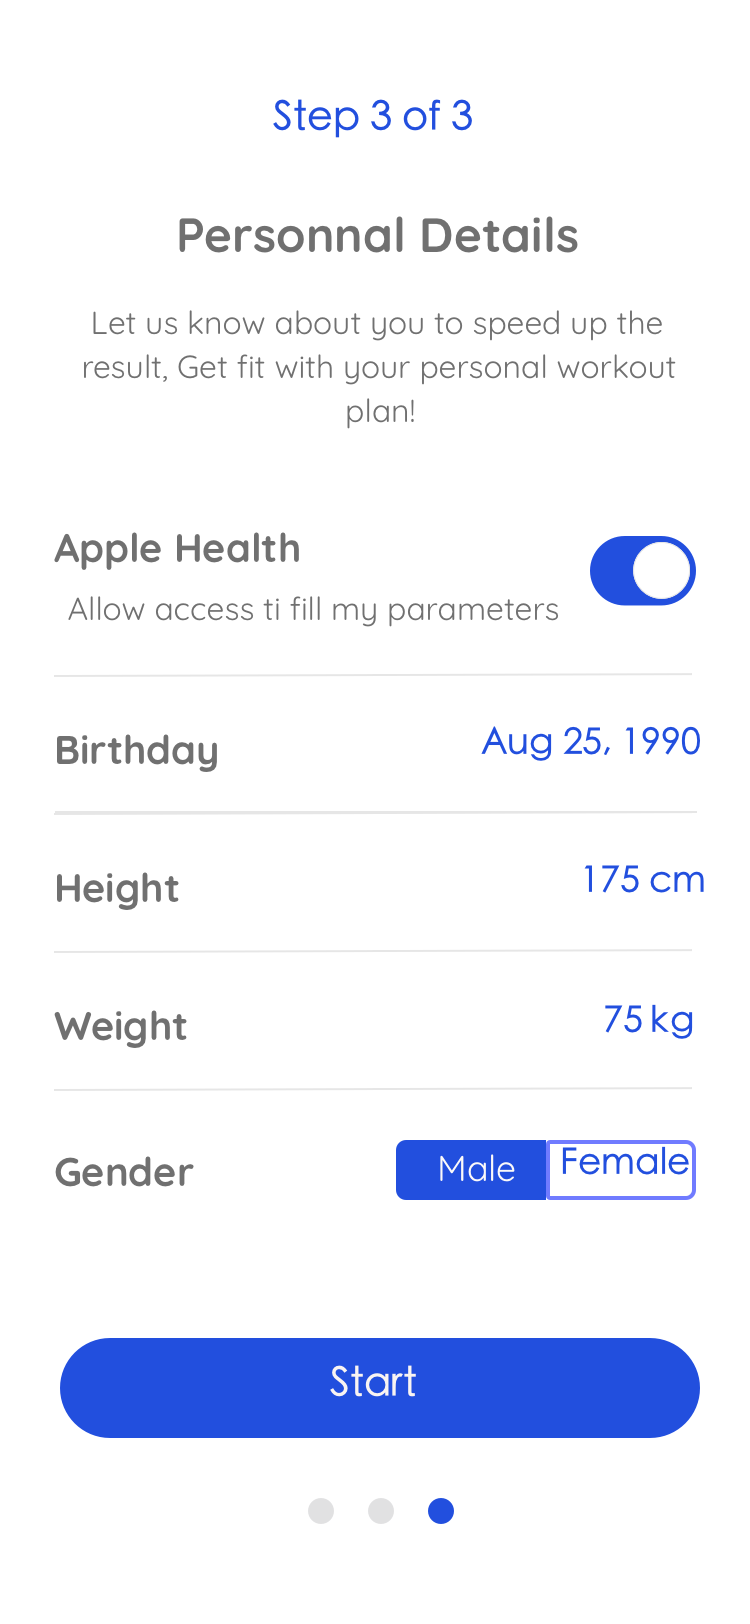 Step 3 of 3
Personnal Details
Let us know about you to speed up the
result, Get fit with your personal workout
plan!
Apple Health
Allow access ti fill my parameters
Birthday Aug 25, 1990
Height 175 cm
Weight 75 kg
Gender Male Female
Start